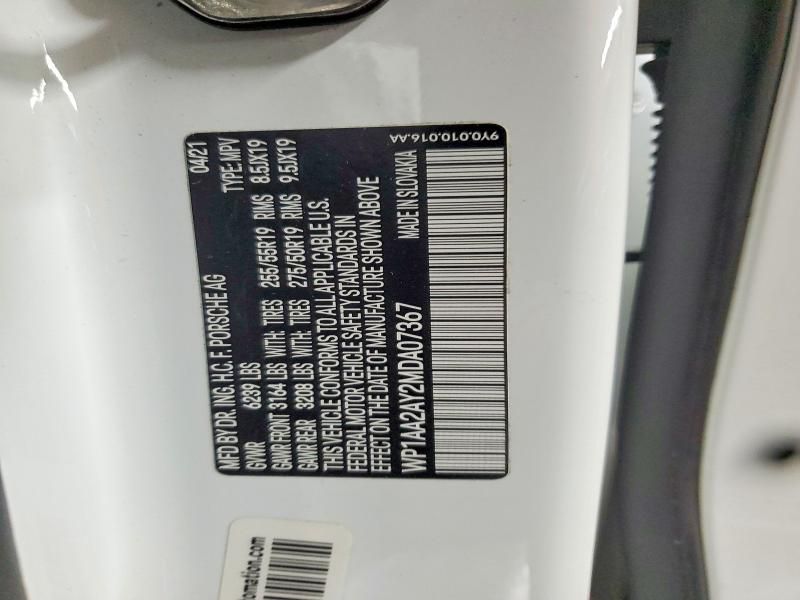 MFD BY DR. ING. H.C. F. PORSCHE AG 04/21
GVWR 6239 LBS TYPE: MPV
GAWR FRONT 3164 LBS WITH: TIRES 255/55R19 RIMS 8.5JX19
GAWR REAR 3208 LBS WITH: TIRES 275/50R19 RIMS 9.5JX19
THIS VEHICLE CONFORMS TO ALL APPLICABLE U.S.
FEDERAL MOTOR VEHICLE SAFETY STANDARDS IN
EFFECT ON THE DATE OF MANUFACTURE SHOWN ABOVE
WP1AA2AY2MDA07367 MADE IN SLOVAKIA
9Y0.010.016.AA
omation.com